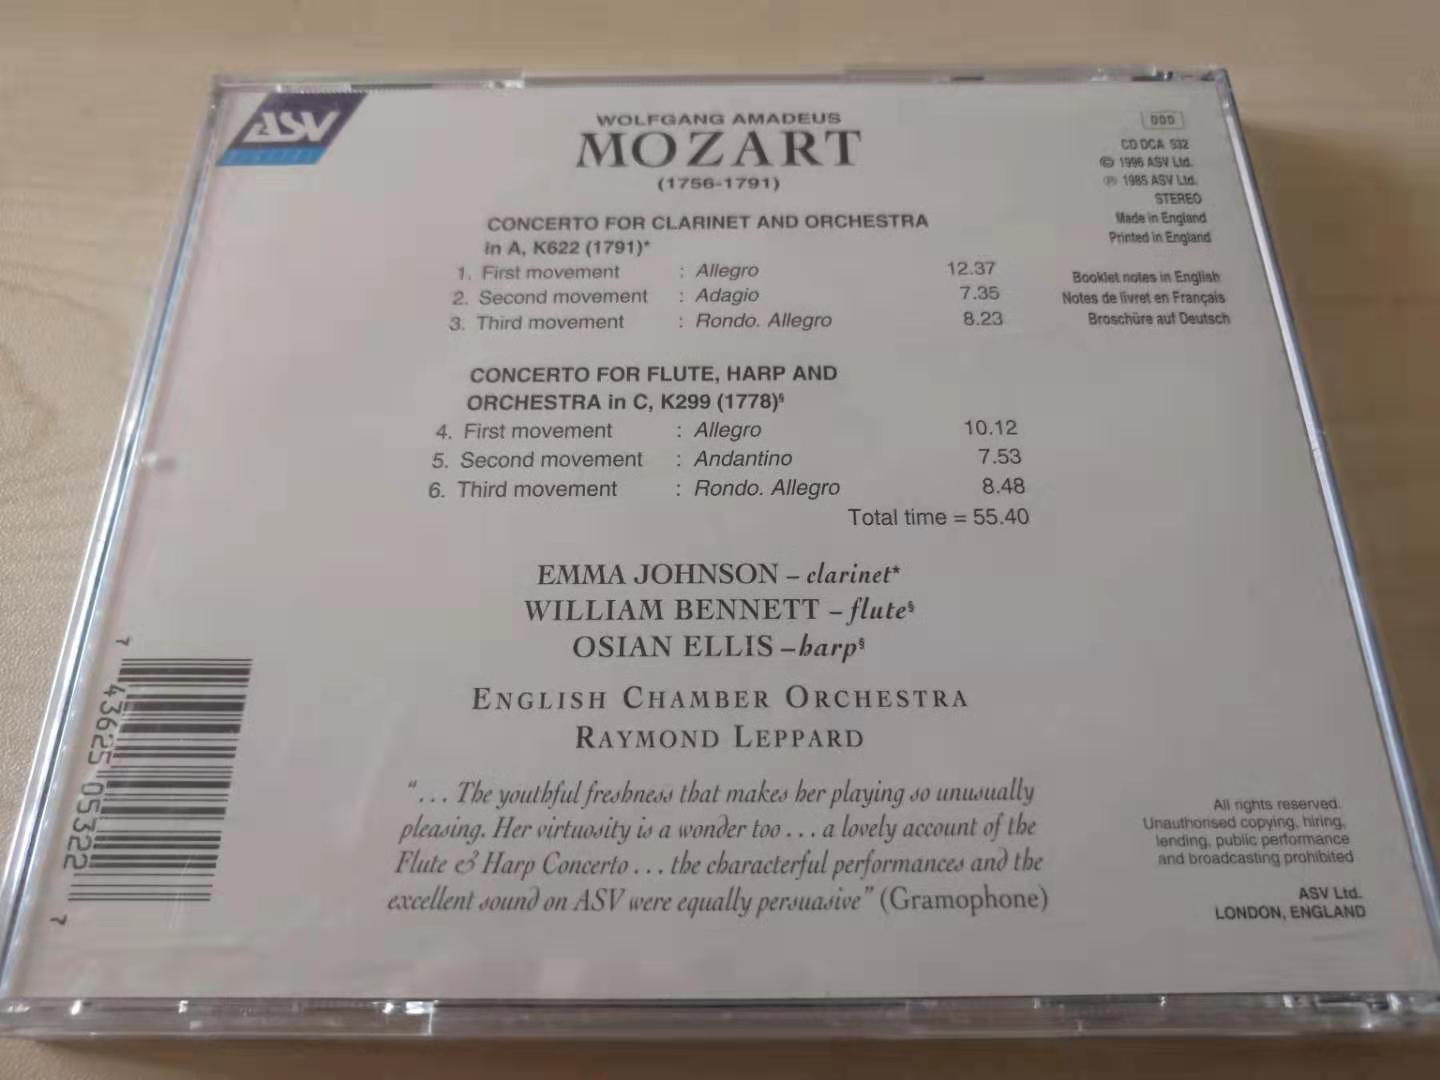 ASV
DIGITAL
WOLFGANG AMADEUS
MOZART
(1756-1791)
CONCERTO FOR CLARINET AND ORCHESTRA
in A, K622 (1791)*
1. First movement : Allegro 12.37
2. Second movement : Adagio 7.35
3. Third movement : Rondo. Allegro 8.23
CONCERTO FOR FLUTE, HARP AND
ORCHESTRA in C, K299 (1778)§
4. First movement : Allegro 10.12
5. Second movement : Andantino 7.53
6. Third movement : Rondo. Allegro 8.48
Total time = 55.40
EMMA JOHNSON – clarinet*
WILLIAM BENNETT – flute§
OSIAN ELLIS – harp§
ENGLISH CHAMBER ORCHESTRA
RAYMOND LEPPARD
“... The youthful freshness that makes her playing so unusually
pleasing. Her virtuosity is a wonder too ... a lovely account of the
Flute & Harp Concerto ... the characterful performances and the
excellent sound on ASV were equally persuasive” (Gramophone)
DDD
CD DCA 532
© 1996 ASV Ltd.
℗ 1985 ASV Ltd.
STEREO
Made in England
Printed in England
Booklet notes in English
Notes de livret en Français
Broschüre auf Deutsch
All rights reserved.
Unauthorised copying, hiring,
lending, public performance
and broadcasting prohibited
ASV Ltd.
LONDON, ENGLAND
7 43625 05322 7